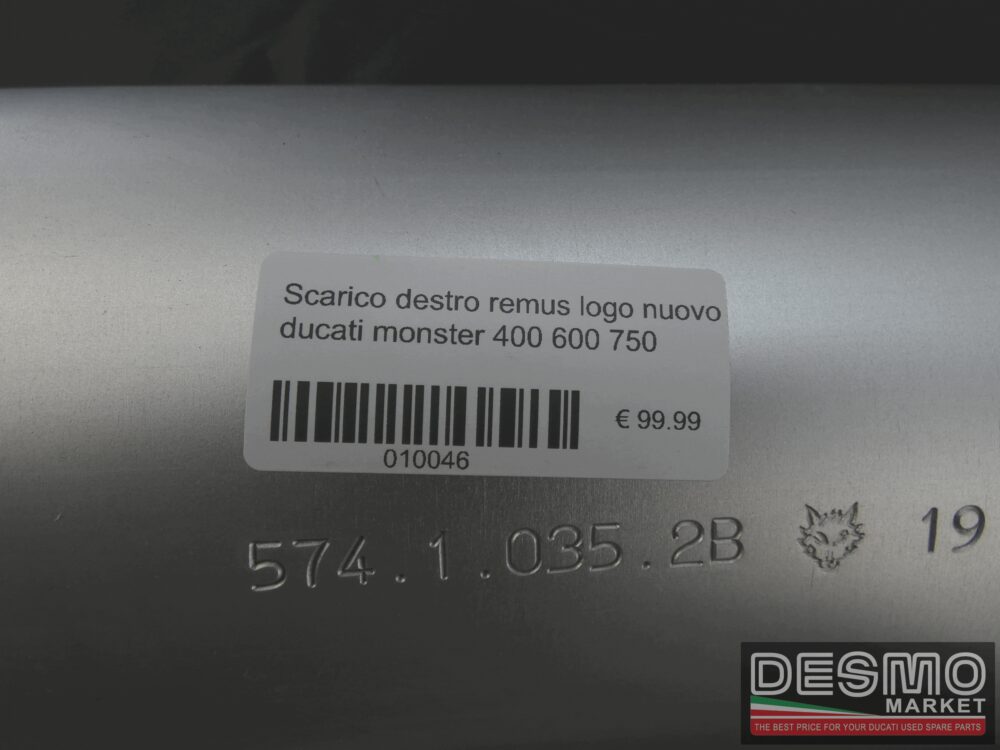 Scarico destro remus logo nuovo
ducati monster 400 600 750
€ 99.99
010046
574.1.035.2B 19
DESMO
MARKET
THE BEST PRICE FOR YOUR DUCATI USED SPARE PARTS